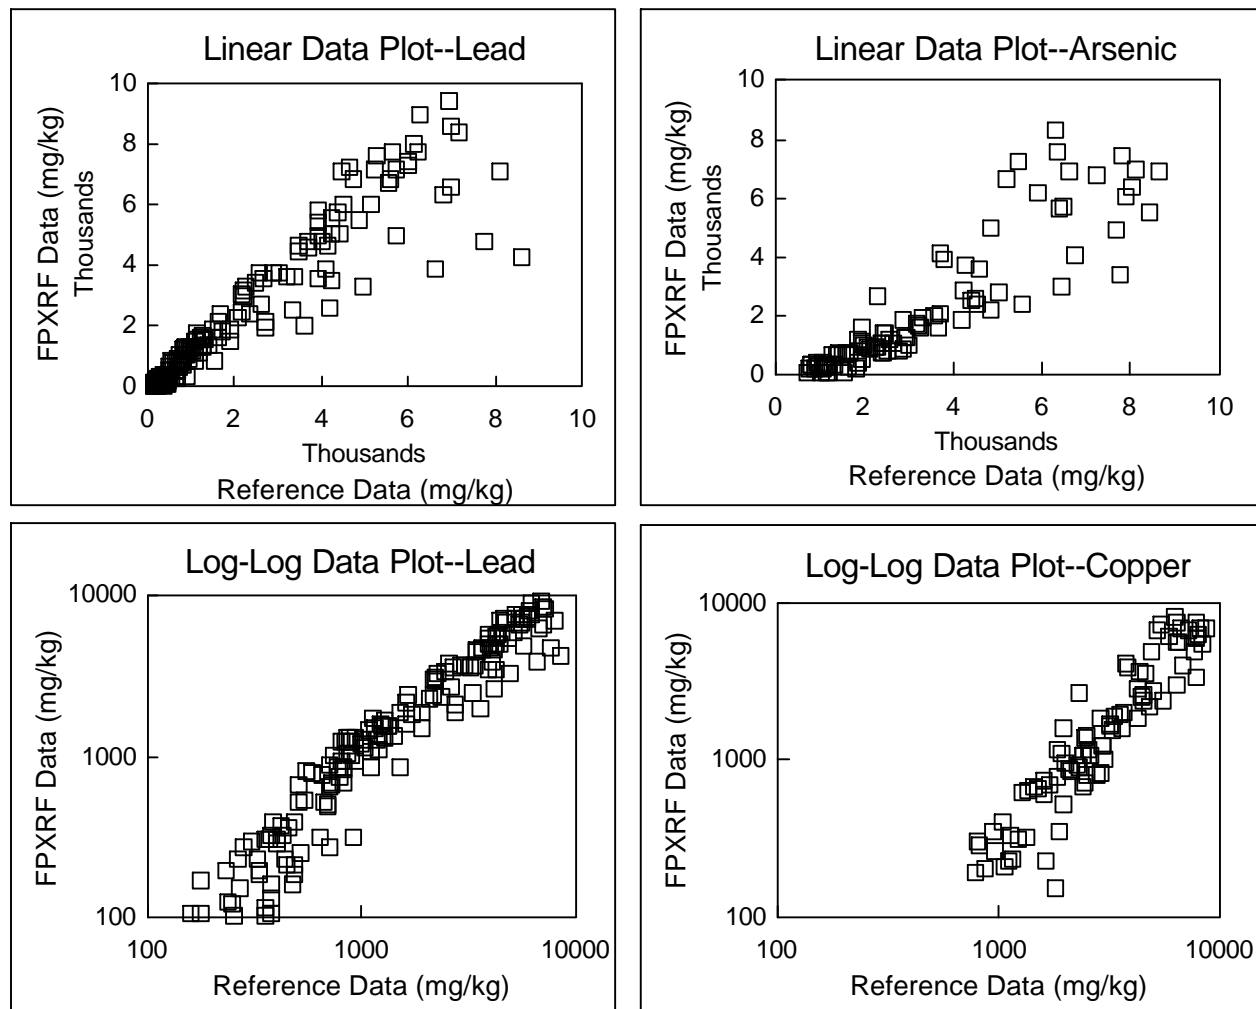 Linear Data Plot--Lead
10
8
6
4
2
0
FPXRF Data (mg/kg)
Thousands
0 2 4 6 8 10
Thousands
Reference Data (mg/kg)
Linear Data Plot--Arsenic
10
8
6
4
2
0
FPXRF Data (mg/kg)
Thousands
0 2 4 6 8 10
Thousands
Reference Data (mg/kg)
Log-Log Data Plot--Lead
10000
1000
100
FPXRF Data (mg/kg)
100 1000 10000
Reference Data (mg/kg)
Log-Log Data Plot--Copper
10000
1000
100
FPXRF Data (mg/kg)
100 1000 10000
Reference Data (mg/kg)